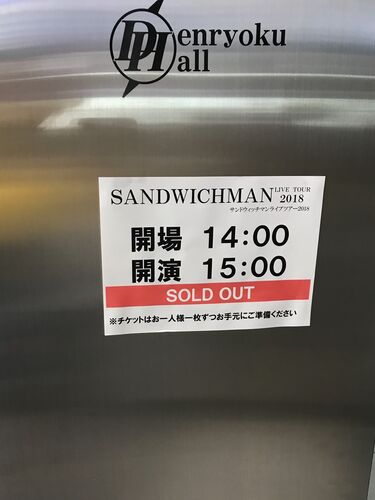 DH enryoku
all
SANDWICHMAN LIVE TOUR 2018
サンドウィッチマンライブツアー2018
開場 14:00
開演 15:00
SOLD OUT
※チケットはお一人様一枚ずつお手元にご準備ください